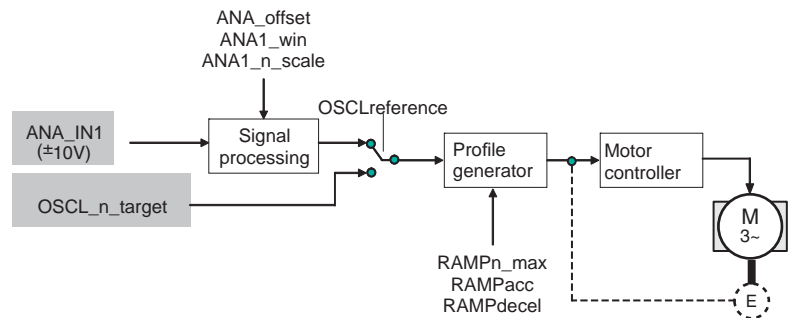 ANA_offset
ANA1_win
ANA1_n_scale
OSCLreference
ANA_IN1
(±10V)
Signal
processing
Profile
generator
Motor
controller
OSCL_n_target
M
3~
RAMPn_max
RAMPacc
RAMPdecel
E